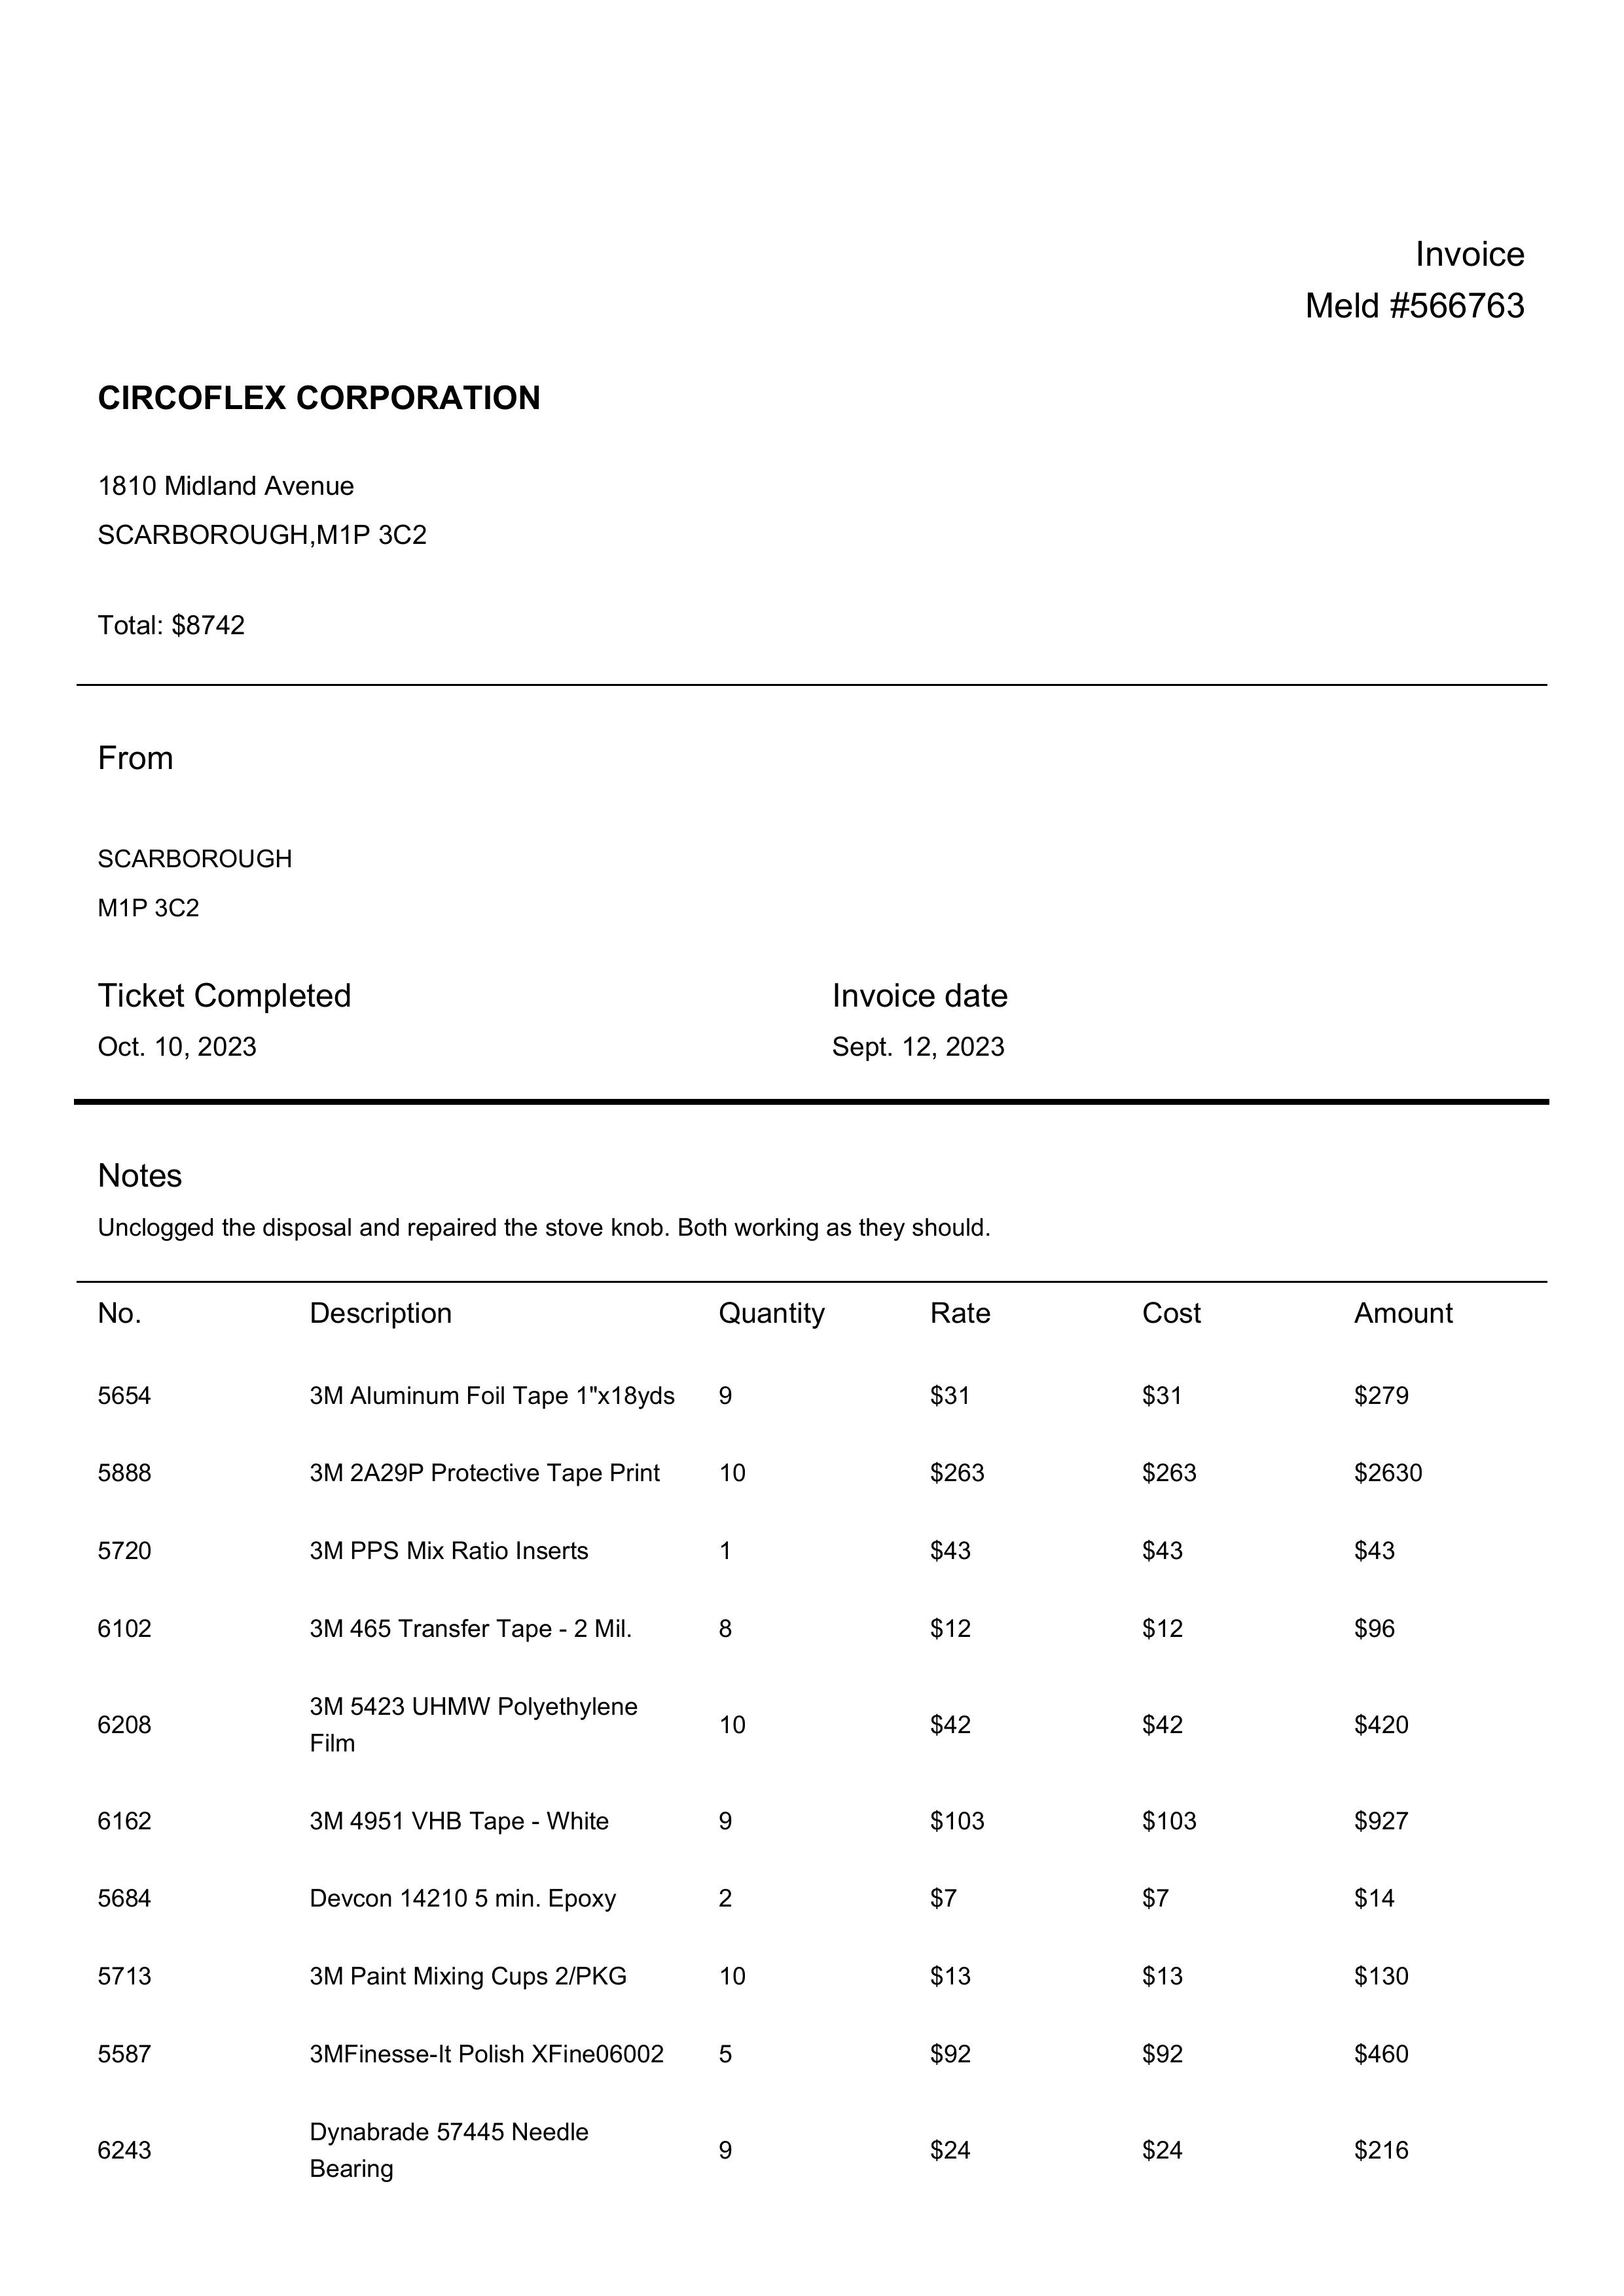 Invoice
Meld #566763
CIRCOFLEX CORPORATION
1810 Midland Avenue
SCARBOROUGH,M1P 3C2
Total: $8742
From
SCARBOROUGH
M1P 3C2
Ticket Completed Invoice date
Oct. 10, 2023 Sept. 12, 2023
Notes
Unclogged the disposal and repaired the stove knob. Both working as they should.
No. Description Quantity Rate Cost Amount
5654 3M Aluminum Foil Tape 1"x18yds 9 $31 $31 $279
5888 3M 2A29P Protective Tape Print 10 $263 $263 $2630
5720 3M PPS Mix Ratio Inserts 1 $43 $43 $43
6102 3M 465 Transfer Tape - 2 Mil. 8 $12 $12 $96
3M 5423 UHMW Polyethylene
6208 10 $42 $42 $420
Film
6162 3M 4951 VHB Tape - White 9 $103 $103 $927
5684 Devcon 14210 5 min. Epoxy 2 $7 $7 $14
5713 3M Paint Mixing Cups 2/PKG 10 $13 $13 $130
5587 3MFinesse-It Polish XFine06002 5 $92 $92 $460
Dynabrade 57445 Needle
6243 9 $24 $24 $216
Bearing